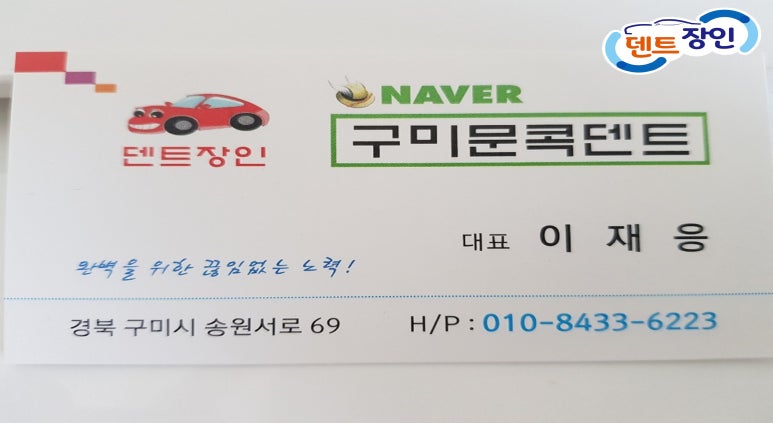 덴트장인
NAVER
덴트장인
구미문콕덴트
대표 이 재 응
완벽을 위한 끊임없는 노력!
경북 구미시 송원서로 69
H/P : 010-8433-6223